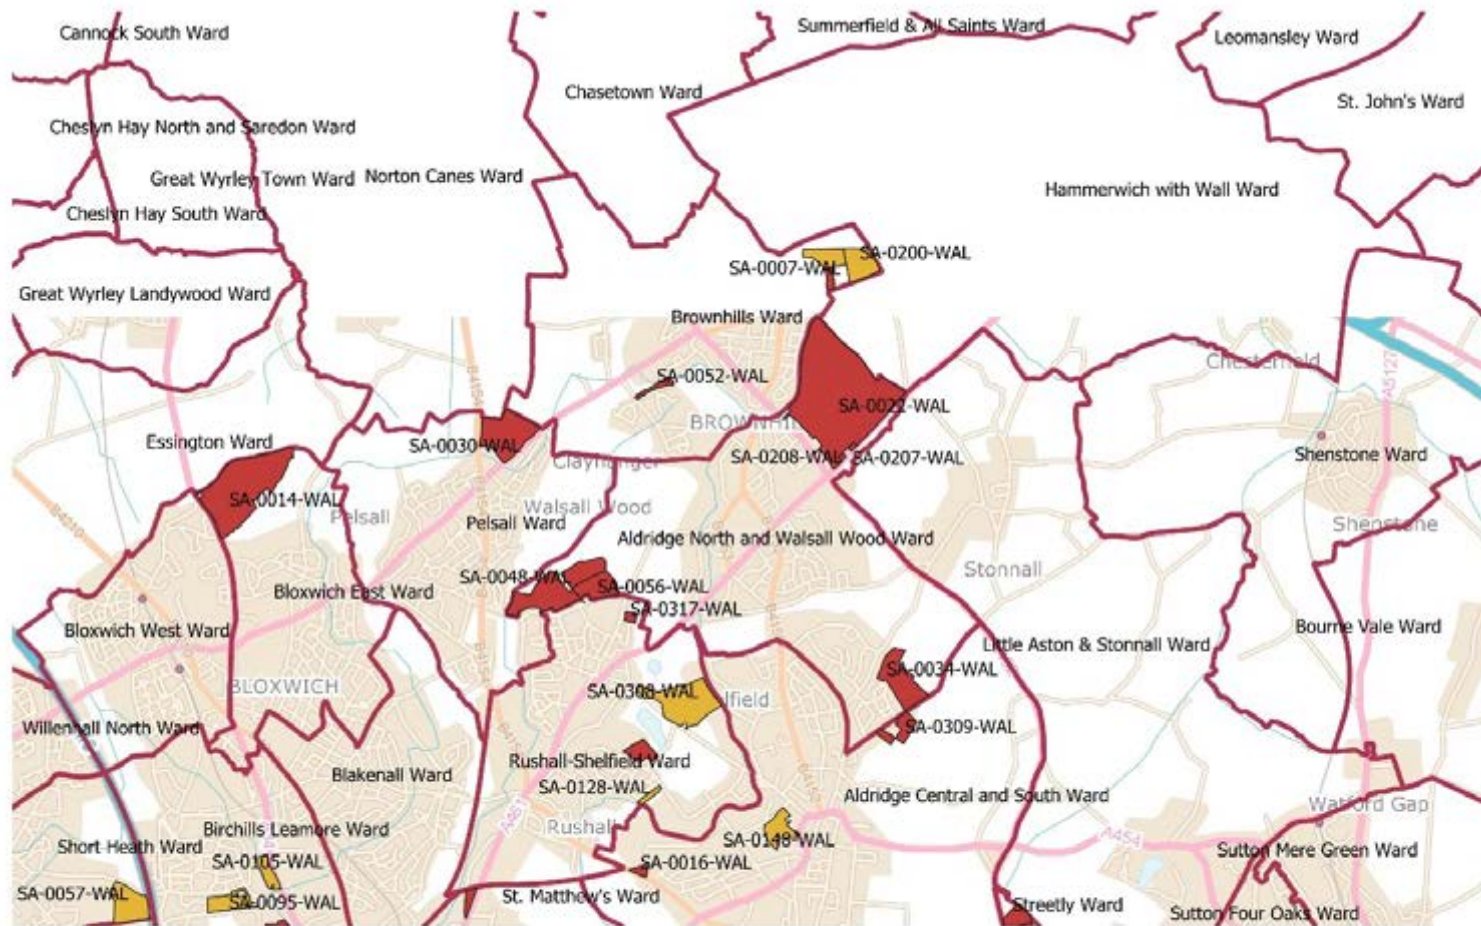 Summerfield & All Saints Ward
Cannock South Ward
Leomansley Ward
Chasetown Ward
St. John's Ward
Cheslyn Hay North and Saredon Ward
Great Wyrley Town Ward
Norton Canes Ward
Hammerwich with Wall Ward
Cheslyn Hay South Ward
SA-0200-WAL
SA-0007-WAL
Great Wyrley Landywood Ward
Brownhills Ward
Chesterfield
SA-0052-WAL
A5127
SA-0022-WAL
Essington Ward
SA-0030-WAL
Clayhanger
SA-0208-WAL
SA-0207-WAL
Shenstone Ward
SA-0014-WAL
Walsall Wood
Pelsall
Pelsall Ward
Shenstone
Aldridge North and Walsall Wood Ward
Stonnall
SA-0048-WAL
SA-0056-WAL
Bloxwich East Ward
SA-0317-WAL
Bloxwich West Ward
Bourne Vale Ward
Little Aston & Stonnall Ward
SA-0034-WAL
BLOXWICH
SA-0308-WAL
Willenhall North Ward
SA-0309-WAL
Rushall-Shelfield Ward
Blakenall Ward
SA-0128-WAL
Aldridge Central and South Ward
Watford Gap
A461
Rushall
Birchills Leamore Ward
SA-0148-WAL
A454
Short Heath Ward
Sutton Mere Green Ward
SA-0105-WAL
SA-0016-WAL
SA-0057-WAL
St. Matthew's Ward
SA-0095-WAL
Streetly Ward
Sutton Four Oaks Ward